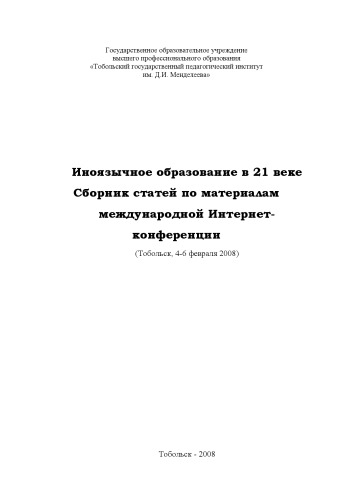 Государственное образовательное учреждение
высшего профессионального образования
«Тобольский государственный педагогический институт
им. Д.И. Менделеева»
Иноязычное образование в 21 веке
Сборник статей по материалам
международной Интернет-
конференции
(Тобольск, 4-6 февраля 2008)
Тобольск - 2008